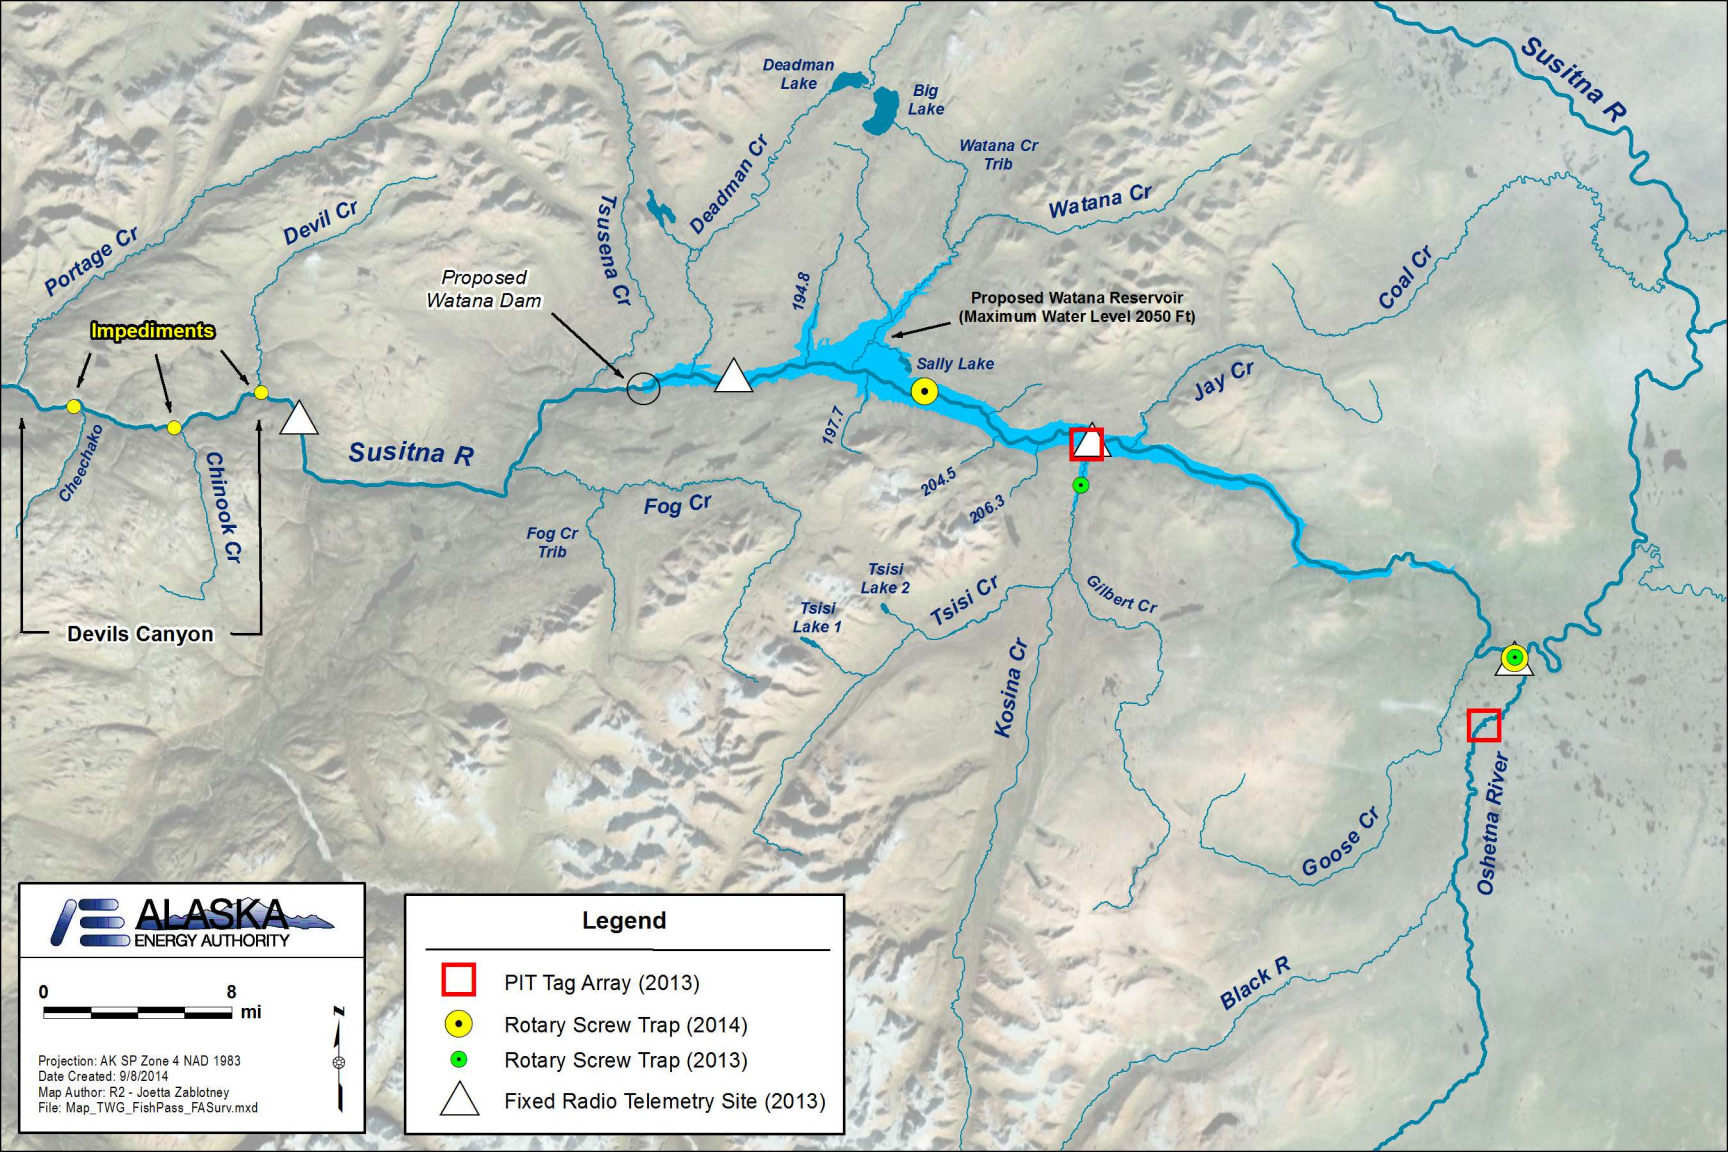 Susitna R
Deadman
Lake
Big
Lake
Watana Cr
Trib
Deadman Cr
Watana Cr
Tsusena Cr
Devil Cr
Portage Cr
Coal Cr
Proposed
Watana Dam
194.8
Proposed Watana Reservoir
(Maximum Water Level 2050 Ft)
Impediments
Sally Lake
Jay Cr
197.7
Cheechako
Chinook Cr
Susitna R
204.5
206.3
Fog Cr
Fog Cr
Trib
Tsisi
Lake 2
Tsisi Cr
Gilbert Cr
Tsisi
Lake 1
Devils Canyon
Kosina Cr
Goose Cr
Oshetna River
Black R
ALASKA
ENERGY AUTHORITY
0 8
mi
N
Projection: AK SP Zone 4 NAD 1983
Date Created: 9/8/2014
Map Author: R2 - Joetta Zablotney
File: Map_TWG_FishPass_FASurv.mxd
Legend
PIT Tag Array (2013)
Rotary Screw Trap (2014)
Rotary Screw Trap (2013)
Fixed Radio Telemetry Site (2013)